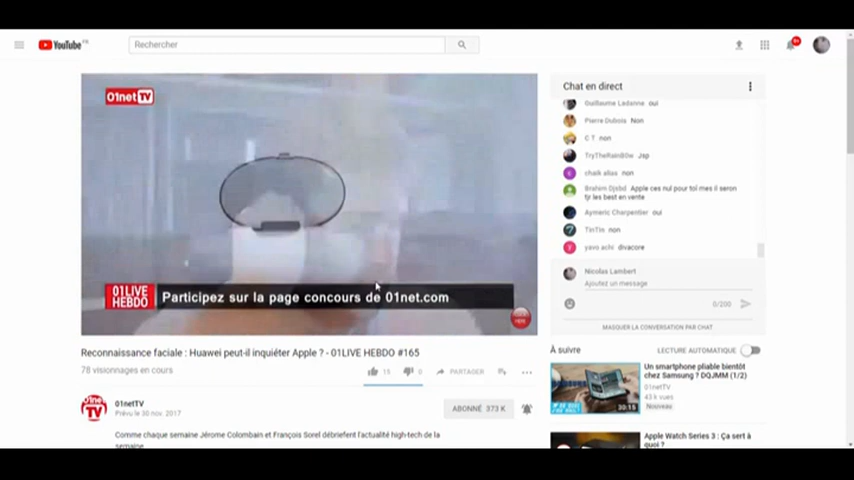 YouTube FR
Rechercher
9+
01net TV
01LIVE
HEBDO
Participez sur la page concours de 01net.com
Reconnaissance faciale : Huawei peut-il inquiéter Apple ? - 01LIVE HEBDO #165
78 visionnages en cours
15
0
PARTAGER
01net
TV
01netTV
Prévu le 30 nov. 2017
ABONNÉ 373 K
Comme chaque semaine Jérome Colombain et François Sorel débriefent l'actualité high-tech de la
semaine
Chat en direct
Guillaume Ledanne oui
Pierre Dubois Non
C T non
TryTheRainB0w Jsp
chaik alias non
Brahim Djebd Apple ces nul pour toi mes il seron
tjr les best en vente
Aymeric Charpentier oui
TinTin non
yavo achi divacore
Nicolas Lambert
Ajoutez un message
0/200
MASQUER LA CONVERSATION PAR CHAT
À suivre
LECTURE AUTOMATIQUE
Un smartphone pliable bientôt
chez Samsung ? DQJMM (1/2)
01netTV
43 k vues
Nouveau
30:15
Apple Watch Series 3 : Ça sert à
quoi ?